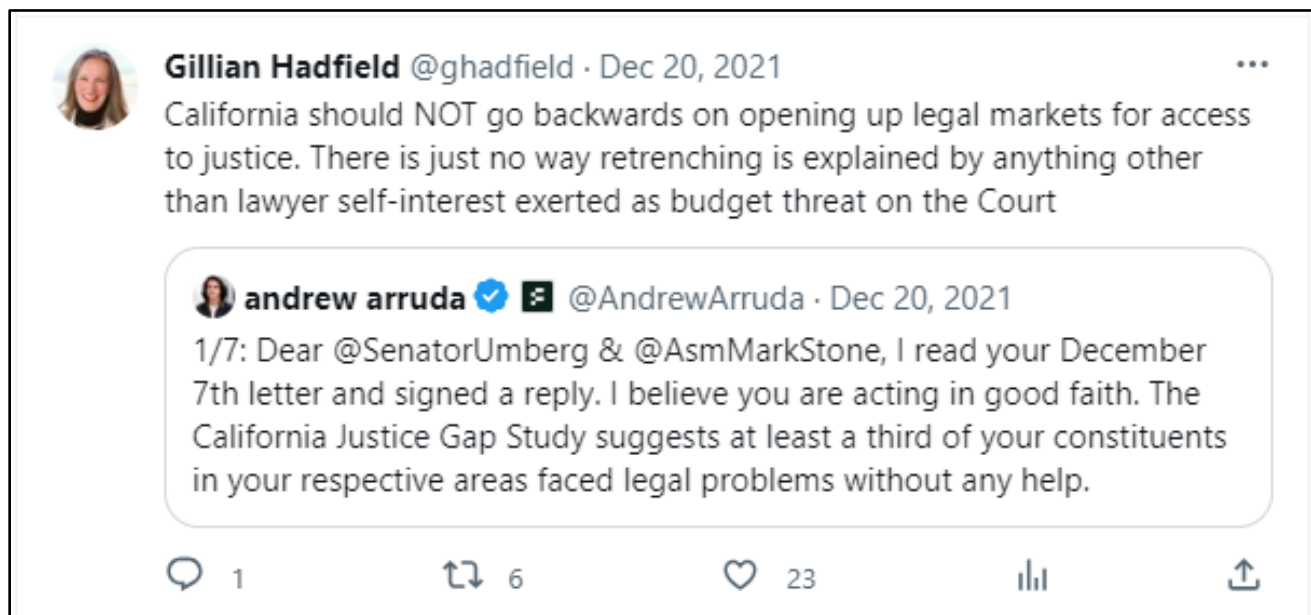 Gillian Hadfield @ghadfield · Dec 20, 2021
California should NOT go backwards on opening up legal markets for access
to justice. There is just no way retrenching is explained by anything other
than lawyer self-interest exerted as budget threat on the Court
andrew arruda @AndrewArruda · Dec 20, 2021
1/7: Dear @SenatorUmberg & @AsmMarkStone, I read your December
7th letter and signed a reply. I believe you are acting in good faith. The
California Justice Gap Study suggests at least a third of your constituents
in your respective areas faced legal problems without any help.
1 6 23